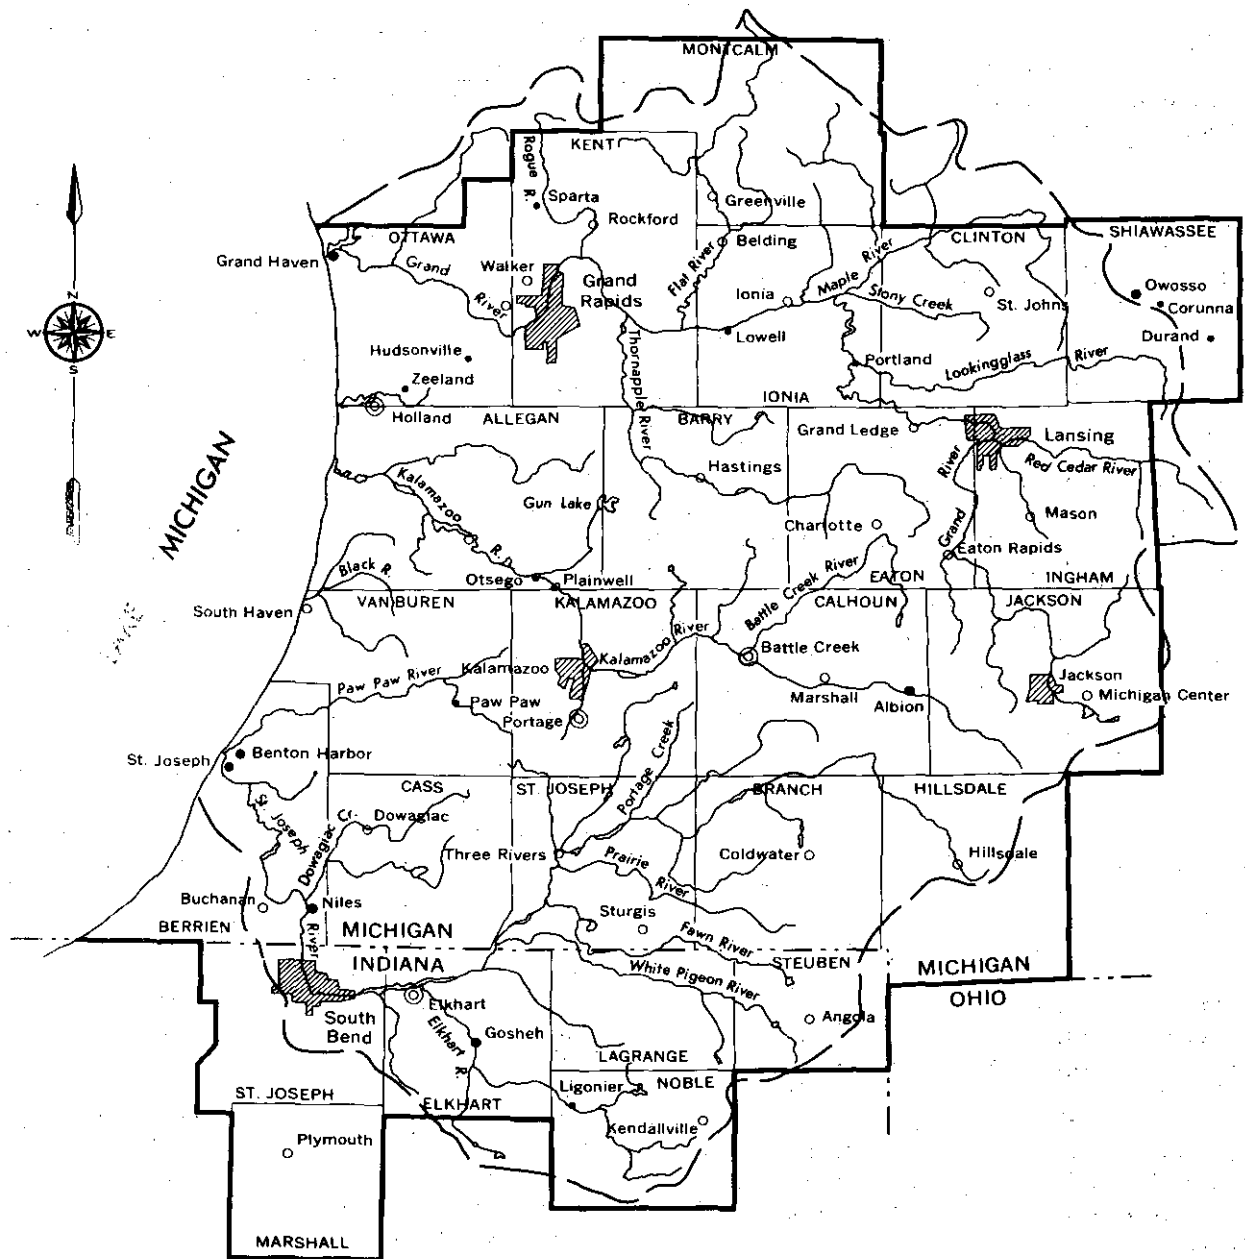 MONTCALM
KENT
Rogue R.
Sparta
Rockford
Greenville
Belding
OTTAWA
CLINTON
SHIAWASSEE
Grand Haven
Grand
River
Walker
Grand
Rapids
Flat River
Maple River
Ionia
Stony Creek
St. Johns
Owosso
Corunna
Durand
Lowell
Hudsonville
Zeeland
Thornapple River
Portland
Lookingglass River
IONIA
Holland
ALLEGAN
BARRY
Grand Ledge
Lansing
Red Cedar River
N
W
E
S
LAKE
MICHIGAN
Kalamazoo R.
Gun Lake
Hastings
Charlotte
Grand River
Mason
Eaton Rapids
Black R.
Otsego
Plainwell
Battle Creek River
EATON
INGHAM
South Haven
VAN BUREN
KALAMAZOO
CALHOUN
JACKSON
Paw Paw River
Kalamazoo
Kalamazoo River
Battle Creek
Jackson
Michigan Center
Paw Paw
Portage
Marshall
Albion
St. Joseph
Benton Harbor
Portage Creek
CASS
ST. JOSEPH
BRANCH
HILLSDALE
St. Joseph
River
Dowagiac Cr.
Dowagiac
Three Rivers
Prairie
River
Coldwater
Hillsdale
Buchanan
Niles
Sturgis
BERRIEN
MICHIGAN
INDIANA
Fawn River
White Pigeon River
STEUBEN
MICHIGAN
OHIO
South
Bend
Elkhart
Elkhart R.
Gosheh
Angola
LAGRANGE
ST. JOSEPH
ELKHART
Ligonier
NOBLE
Kendallville
Plymouth
MARSHALL